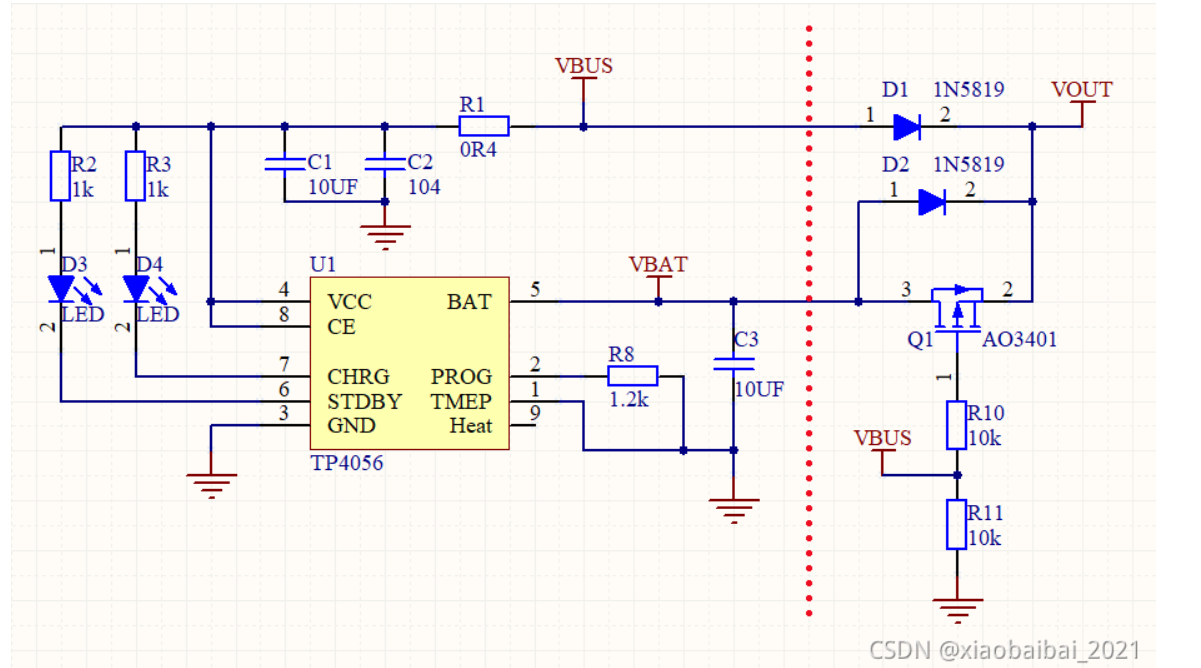 VBUS
D1 1N5819
VOUT
R1
1 2
0R4
R2
1k
R3
1k
C1
10UF
C2
104
D2 1N5819
1 2
1
D3
LED
2
1
D4
LED
2
U1
4 VCC
8 CE
7 CHRG
6 STDBY
3 GND
BAT 5
PROG 2
TMEP 1
Heat 9
TP4056
VBAT
R8
1.2k
C3
10UF
3 2
Q1 AO3401
1
R10
10k
VBUS
R11
10k
CSDN @xiaobaibai_2021